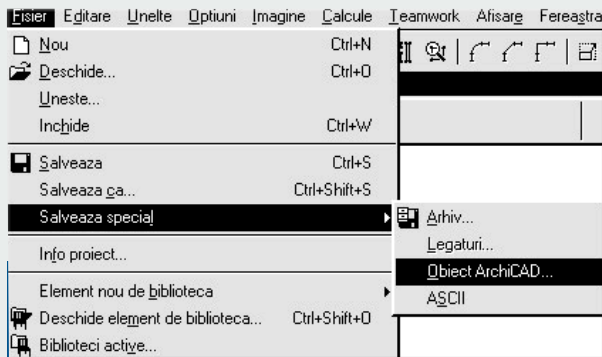 Fisier Editare Unelte Optiuni Imagine Calcule Teamwork Afisare Fereastra
Nou Ctrl+N
Deschide... Ctrl+O
Uneste...
Inchide Ctrl+W
Salveaza Ctrl+S
Salveaza ca... Ctrl+Shift+S
Salveaza special
Arhiv...
Legaturi...
Obiect ArchiCAD...
ASCII
Info proiect...
Element nou de biblioteca
Deschide element de biblioteca... Ctrl+Shift+O
Biblioteci active...